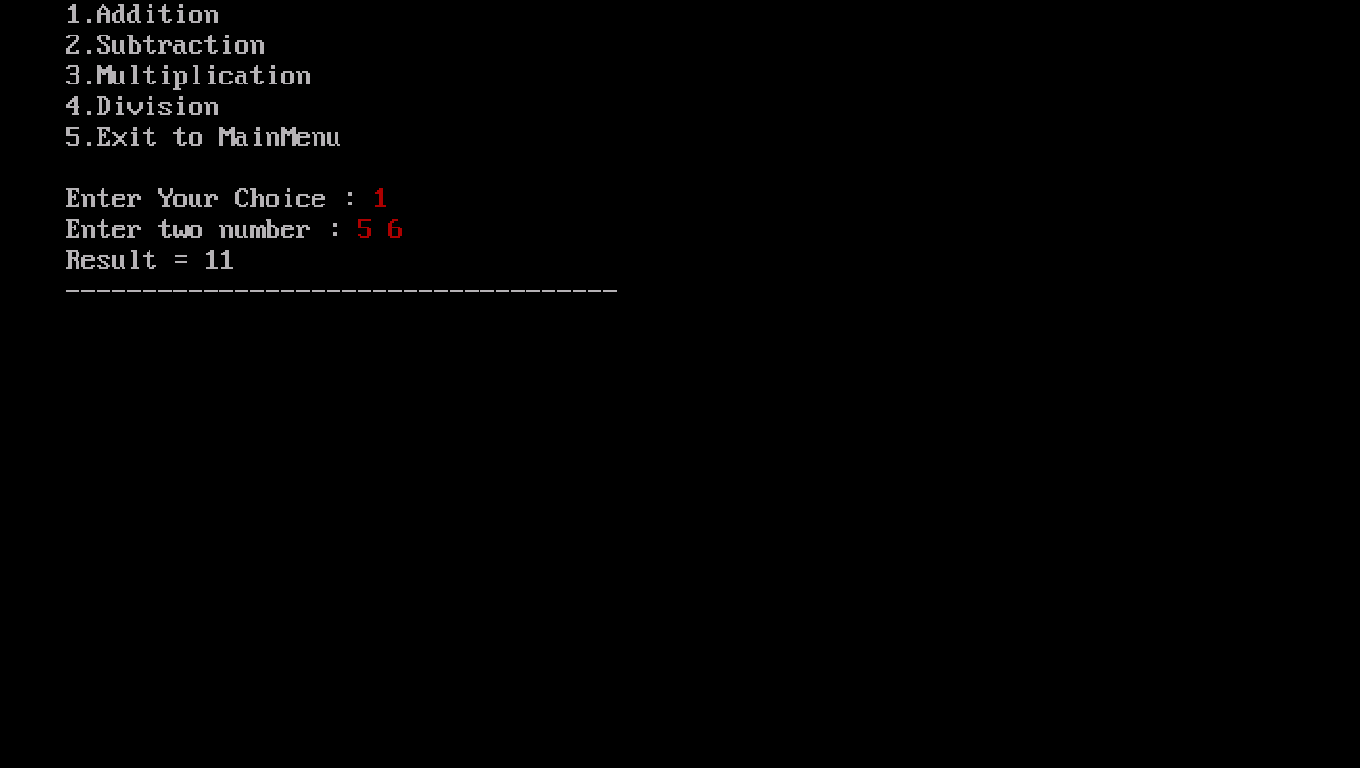 1.Addition
2.Subtraction
3.Multiplication
4.Division
5.Exit to MainMenu
Enter Your Choice : 1
Enter two number : 5 6
Result = 11
------------------------------------